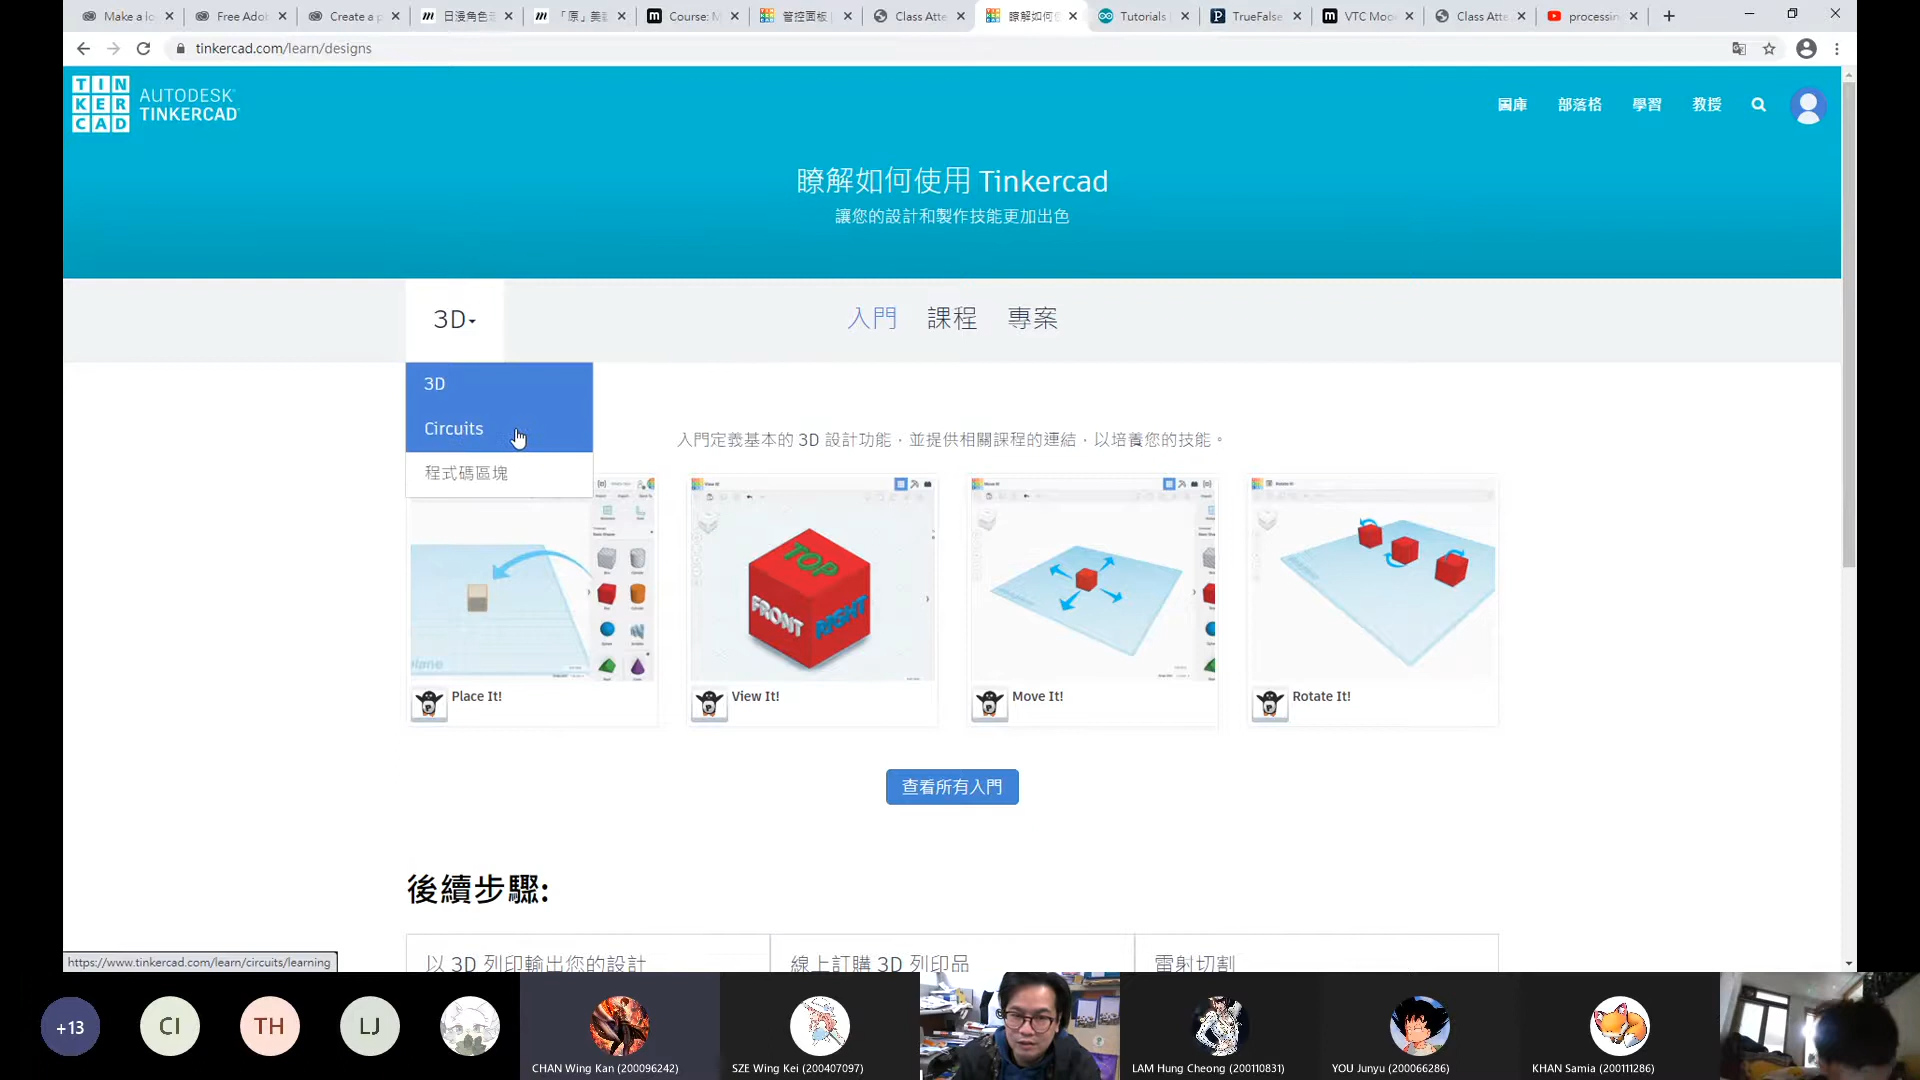 Make a lo
Free Adob
Create a p
日漫角色
「原」美
Course: M
管控面板
Class Atte
瞭解如何
Tutorials
TrueFalse
VTC Moo
Class Atte
processin
tinkercad.com/learn/designs
TIN
KER
CAD
AUTODESK
TINKERCAD
圖庫
部落格
學習
教授
瞭解如何使用 Tinkercad
讓您的設計和製作技能更加出色
3D
入門
課程
專案
3D
Circuits
程式碼區塊
入門定義基本的 3D 設計功能，並提供相關課程的連結，以培養您的技能。
TOP
FRONT
RIGHT
Place It!
View It!
Move It!
Rotate It!
查看所有入門
後續步驟:
以 3D 列印輸出您的設計
線上訂購 3D 列印品
雷射切割
https://www.tinkercad.com/learn/circuits/learning
+13
CI
TH
LJ
CHAN Wing Kan (200096242)
SZE Wing Kei (200407097)
LAM Hung Cheong (200110831)
YOU Junyu (200066286)
KHAN Samia (200111286)